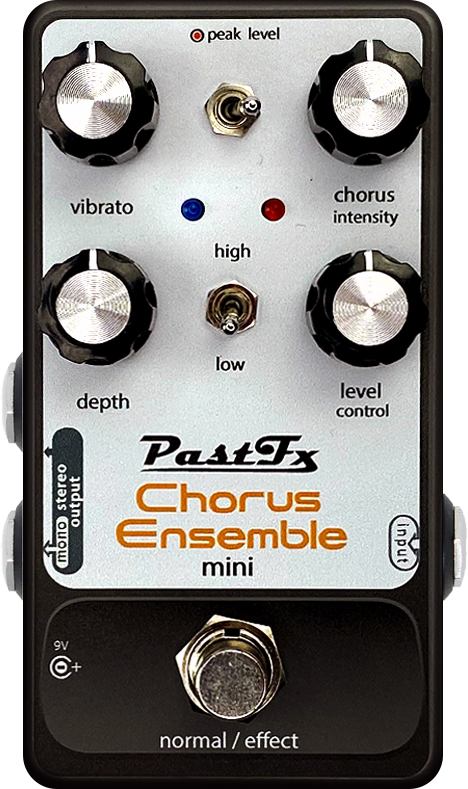 peak level
vibrato
chorus
intensity
high
low
depth
level
control
PastFx
mono stereo
output
Chorus
Ensemble
mini
input
9V
+
normal / effect